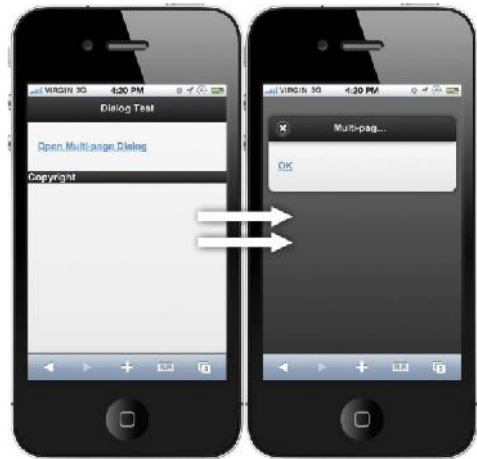 VIRGIN 3G 4:20 PM
Dialog Test
Open Multi-page Dialog
Copyright
VIRGIN 3G 4:20 PM
Multi-pag...
OK